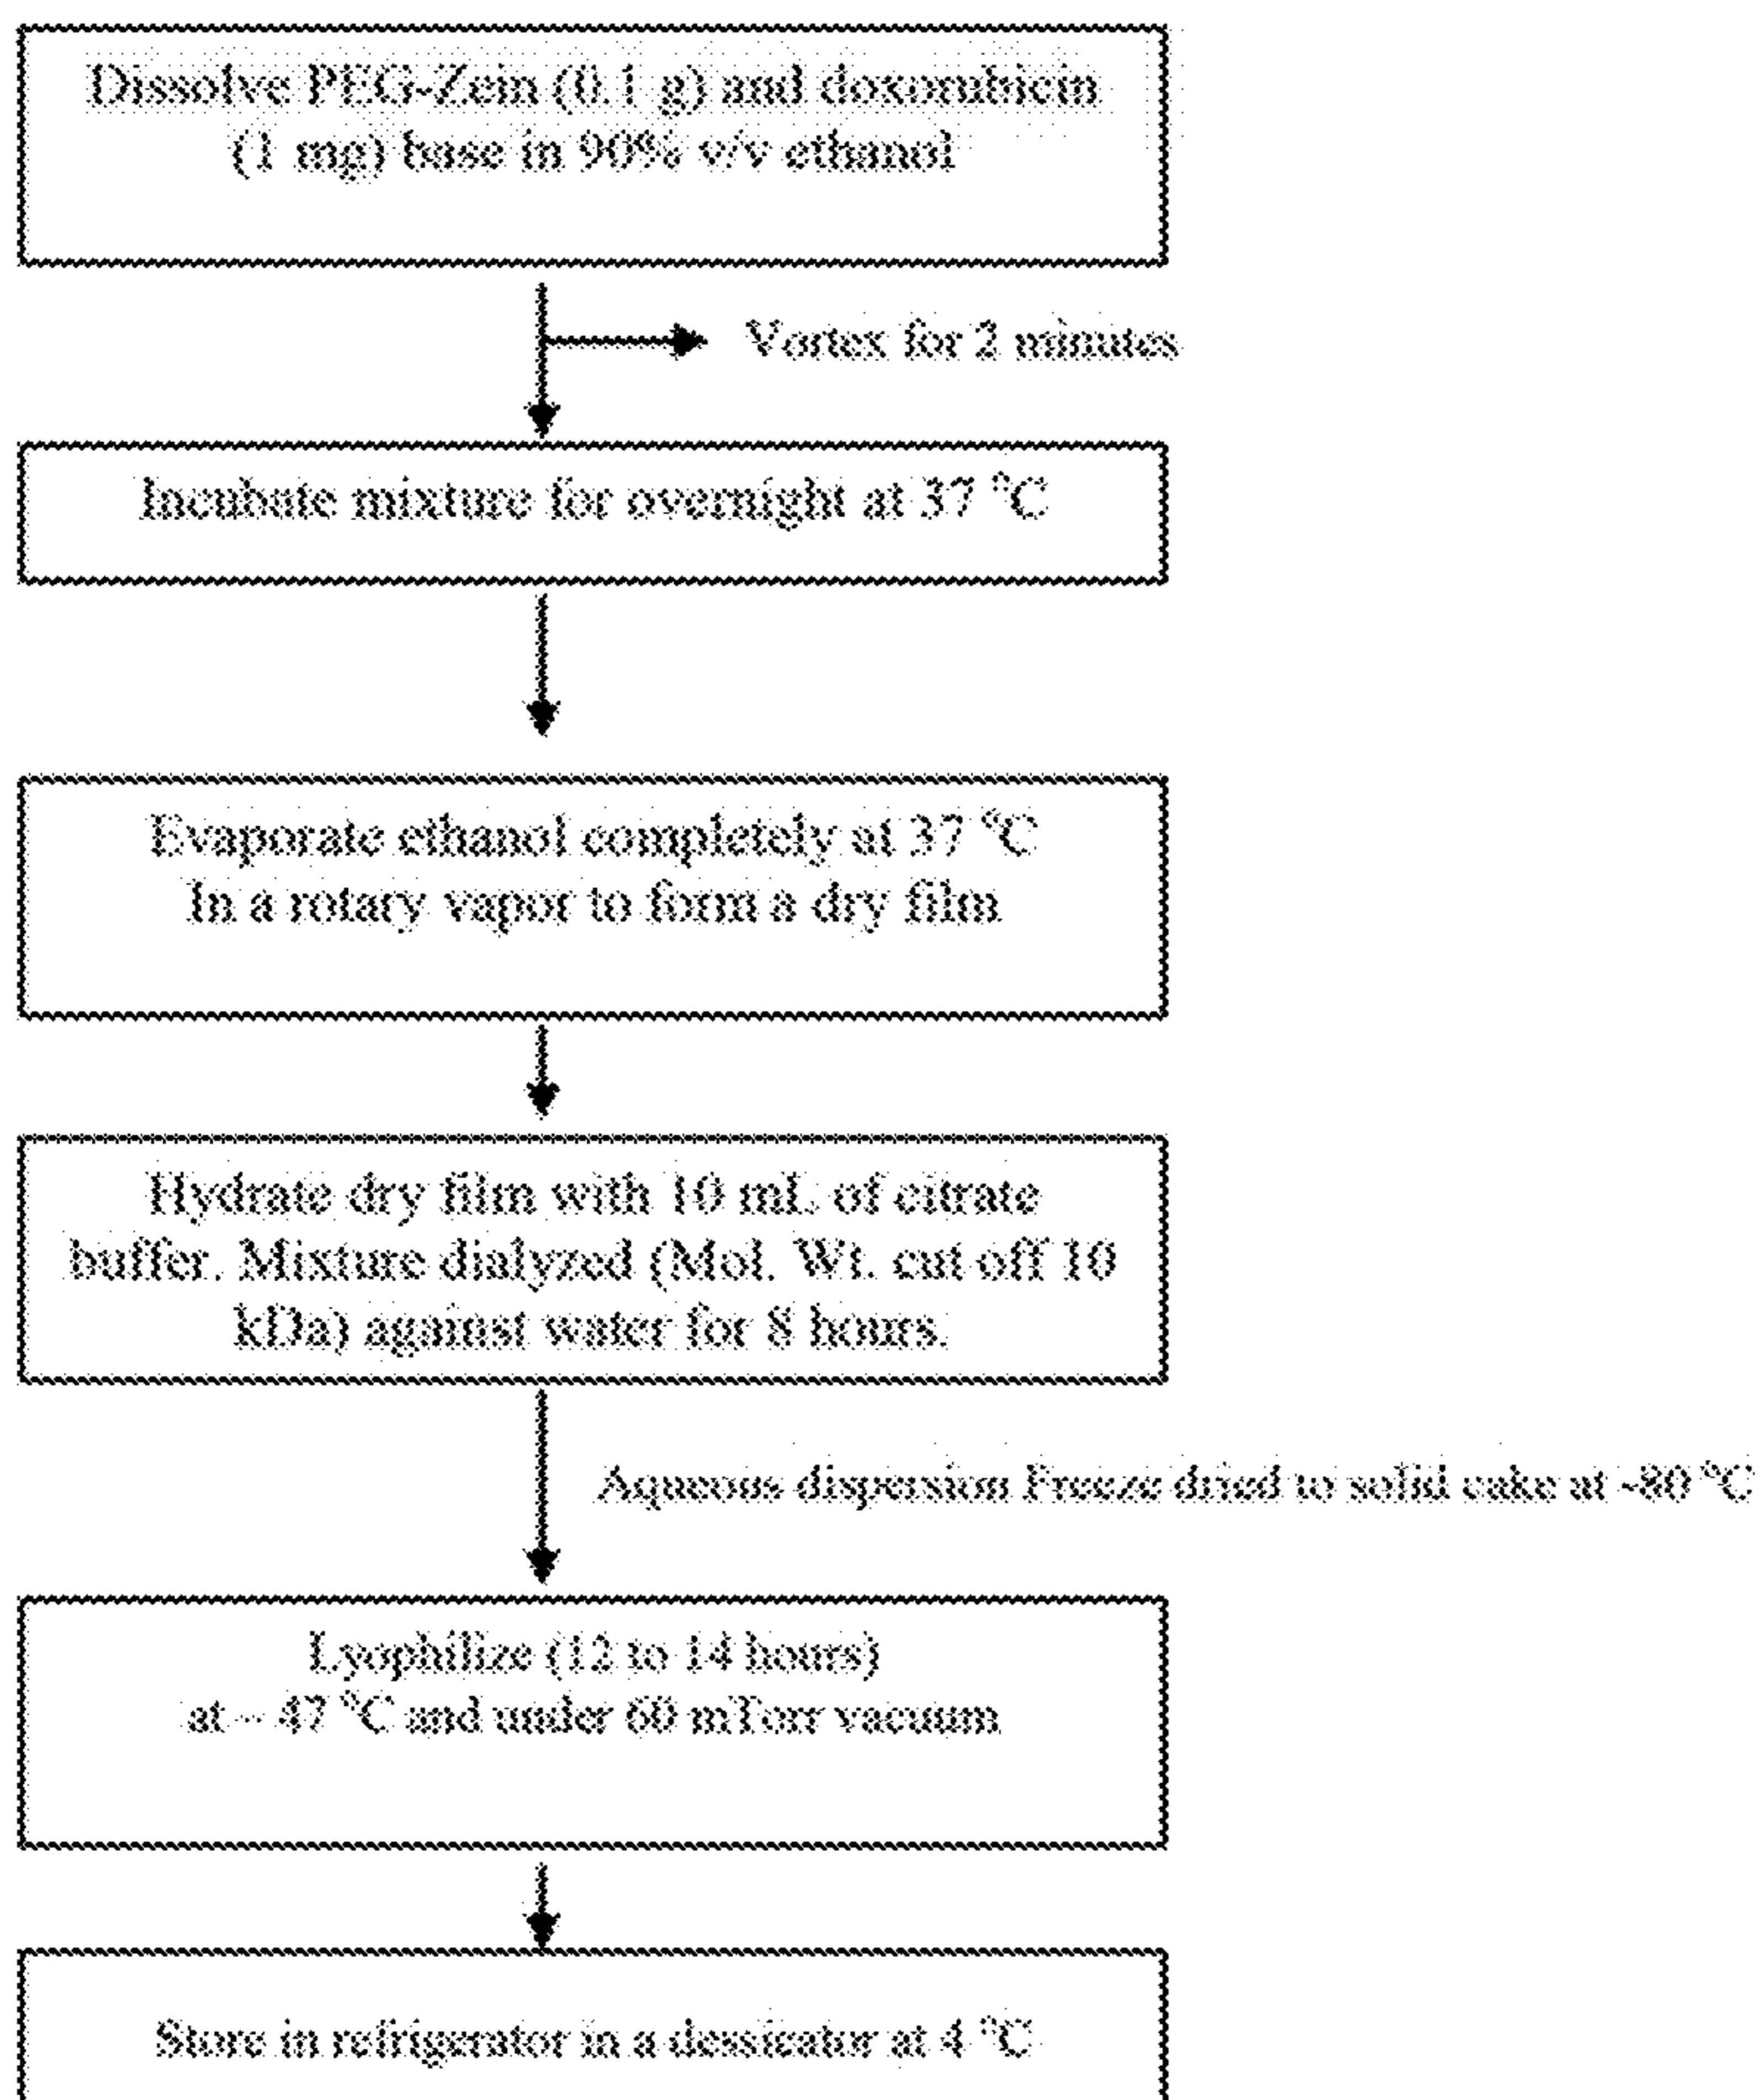 Dissolve PEG-Zein (0.1 g) and doxorubicin
(1 mg) base in 90% v/v ethanol
Vortex for 2 minutes
Incubate mixture for overnight at 37 °C
Evaporate ethanol completely at 37 °C
In a rotary vapor to form a dry film
Hydrate dry film with 10 mL of citrate
buffer. Mixture dialyzed (Mol. Wt. cut off 10
kDa) against water for 8 hours.
Aqueous dispersion Freeze dried to solid cake at -80 °C
Lyophilize (12 to 14 hours)
at – 47 °C and under 60 mTorr vacuum
Store in refrigerator in a dessicator at 4 °C